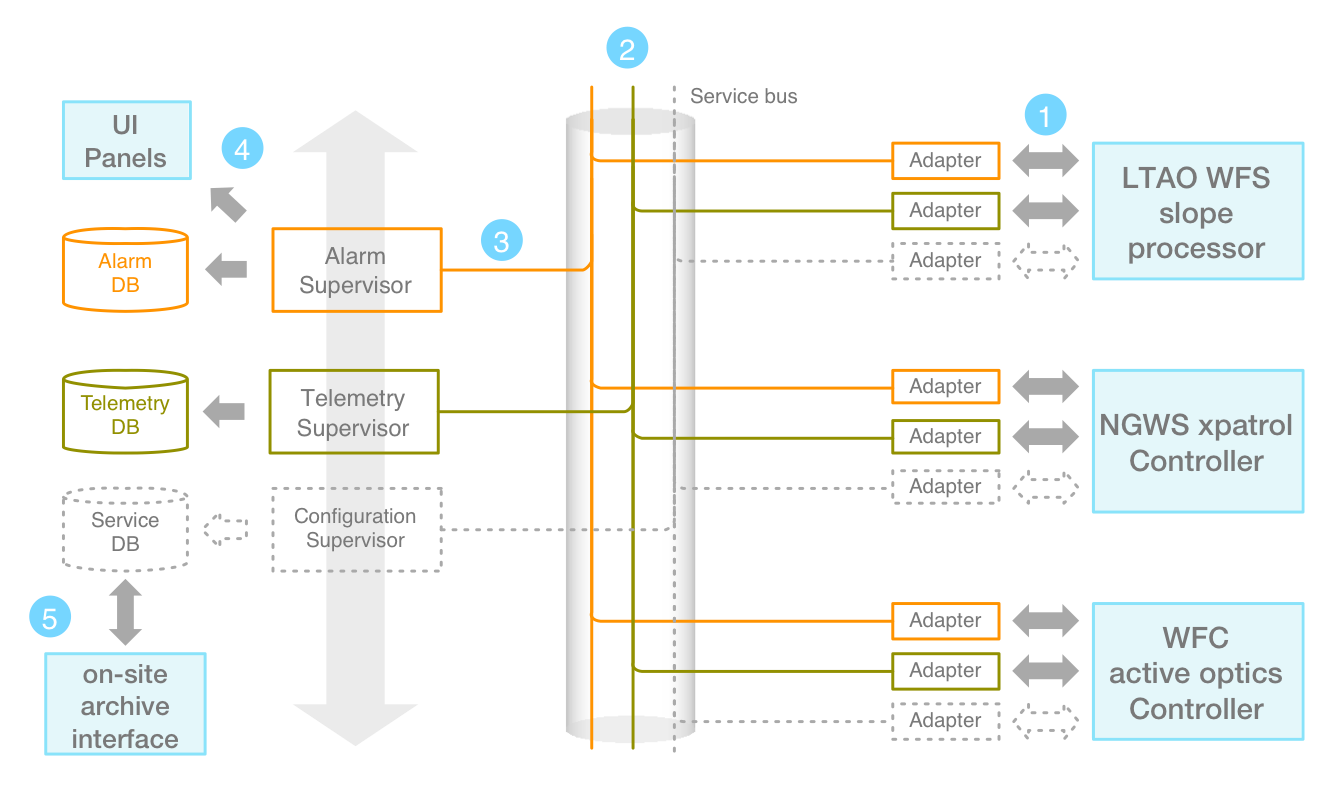 2
Service bus
1
UI
Panels
4
Adapter
Adapter
Adapter
LTAO WFS
slope
processor
Alarm
DB
Alarm
Supervisor
3
Telemetry
DB
Telemetry
Supervisor
Adapter
Adapter
Adapter
NGWS xpatrol
Controller
Service
DB
Configuration
Supervisor
5
on-site
archive
interface
Adapter
Adapter
Adapter
WFC
active optics
Controller